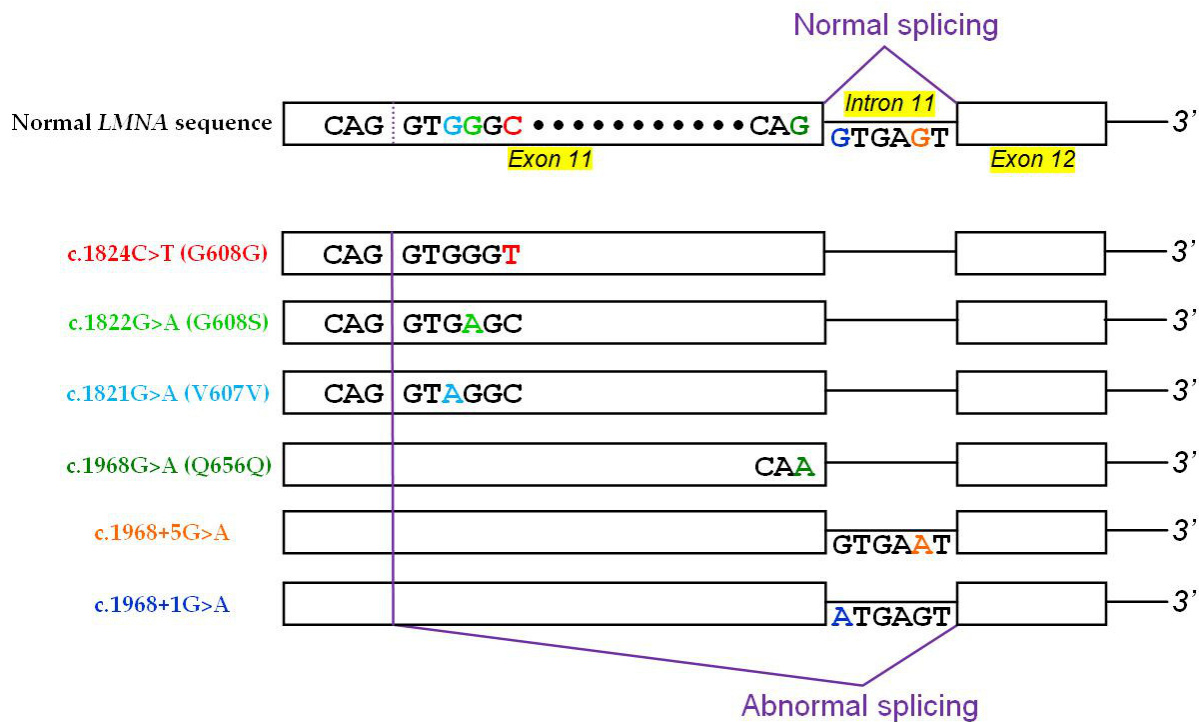 Normal splicing
Normal LMNA sequence CAG GTGGGC ••••••••••• CAG Intron 11 GTGAGT 3’
Exon 11 Exon 12
c.1824C>T (G608G) CAG GTGGGT 3’
c.1822G>A (G608S) CAG GTGAGC 3’
c.1821G>A (V607V) CAG GTAGGC 3’
c.1968G>A (Q656Q) CAA 3’
c.1968+5G>A GTGAAT 3’
c.1968+1G>A ATGAGT 3’
Abnormal splicing